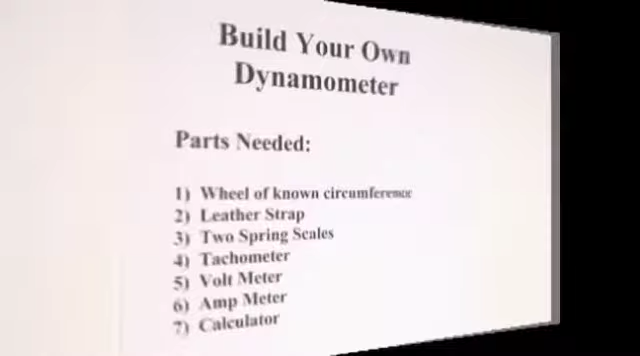 Build Your Own
Dynamometer
Parts Needed:
1) Wheel of known circumference
2) Leather Strap
3) Two Spring Scales
4) Tachometer
5) Volt Meter
6) Amp Meter
7) Calculator